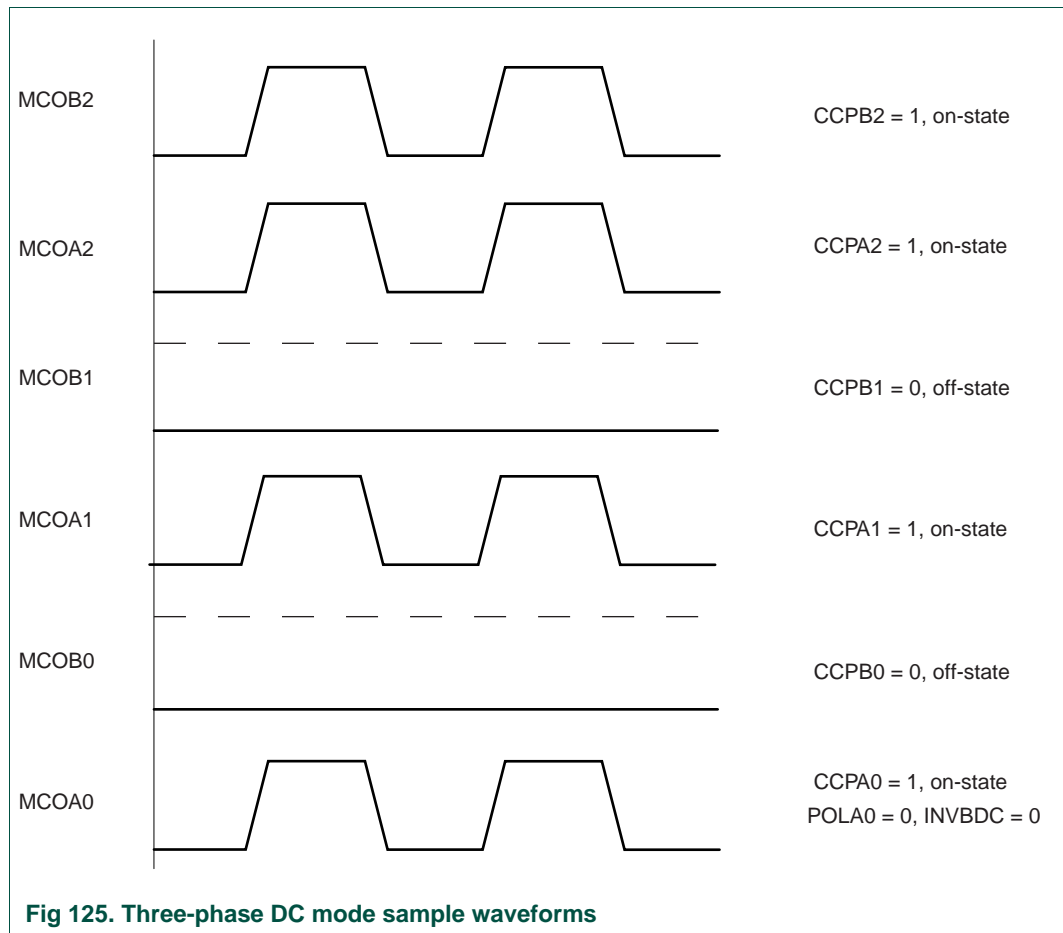 MCOB2
CCPB2 = 1, on-state
MCOA2
CCPA2 = 1, on-state
MCOB1
CCPB1 = 0, off-state
MCOA1
CCPA1 = 1, on-state
MCOB0
CCPB0 = 0, off-state
MCOA0
CCPA0 = 1, on-state
POLA0 = 0, INVBDC = 0
Fig 125. Three-phase DC mode sample waveforms